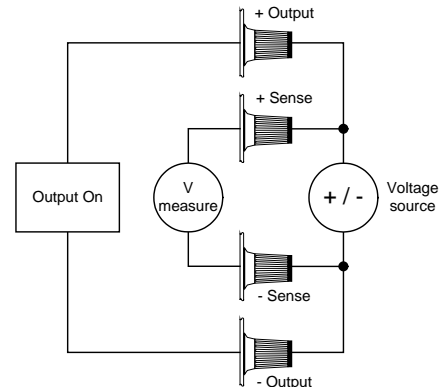 + Output
+ Sense
Output On
V
measure
+ / -
Voltage
source
- Sense
- Output